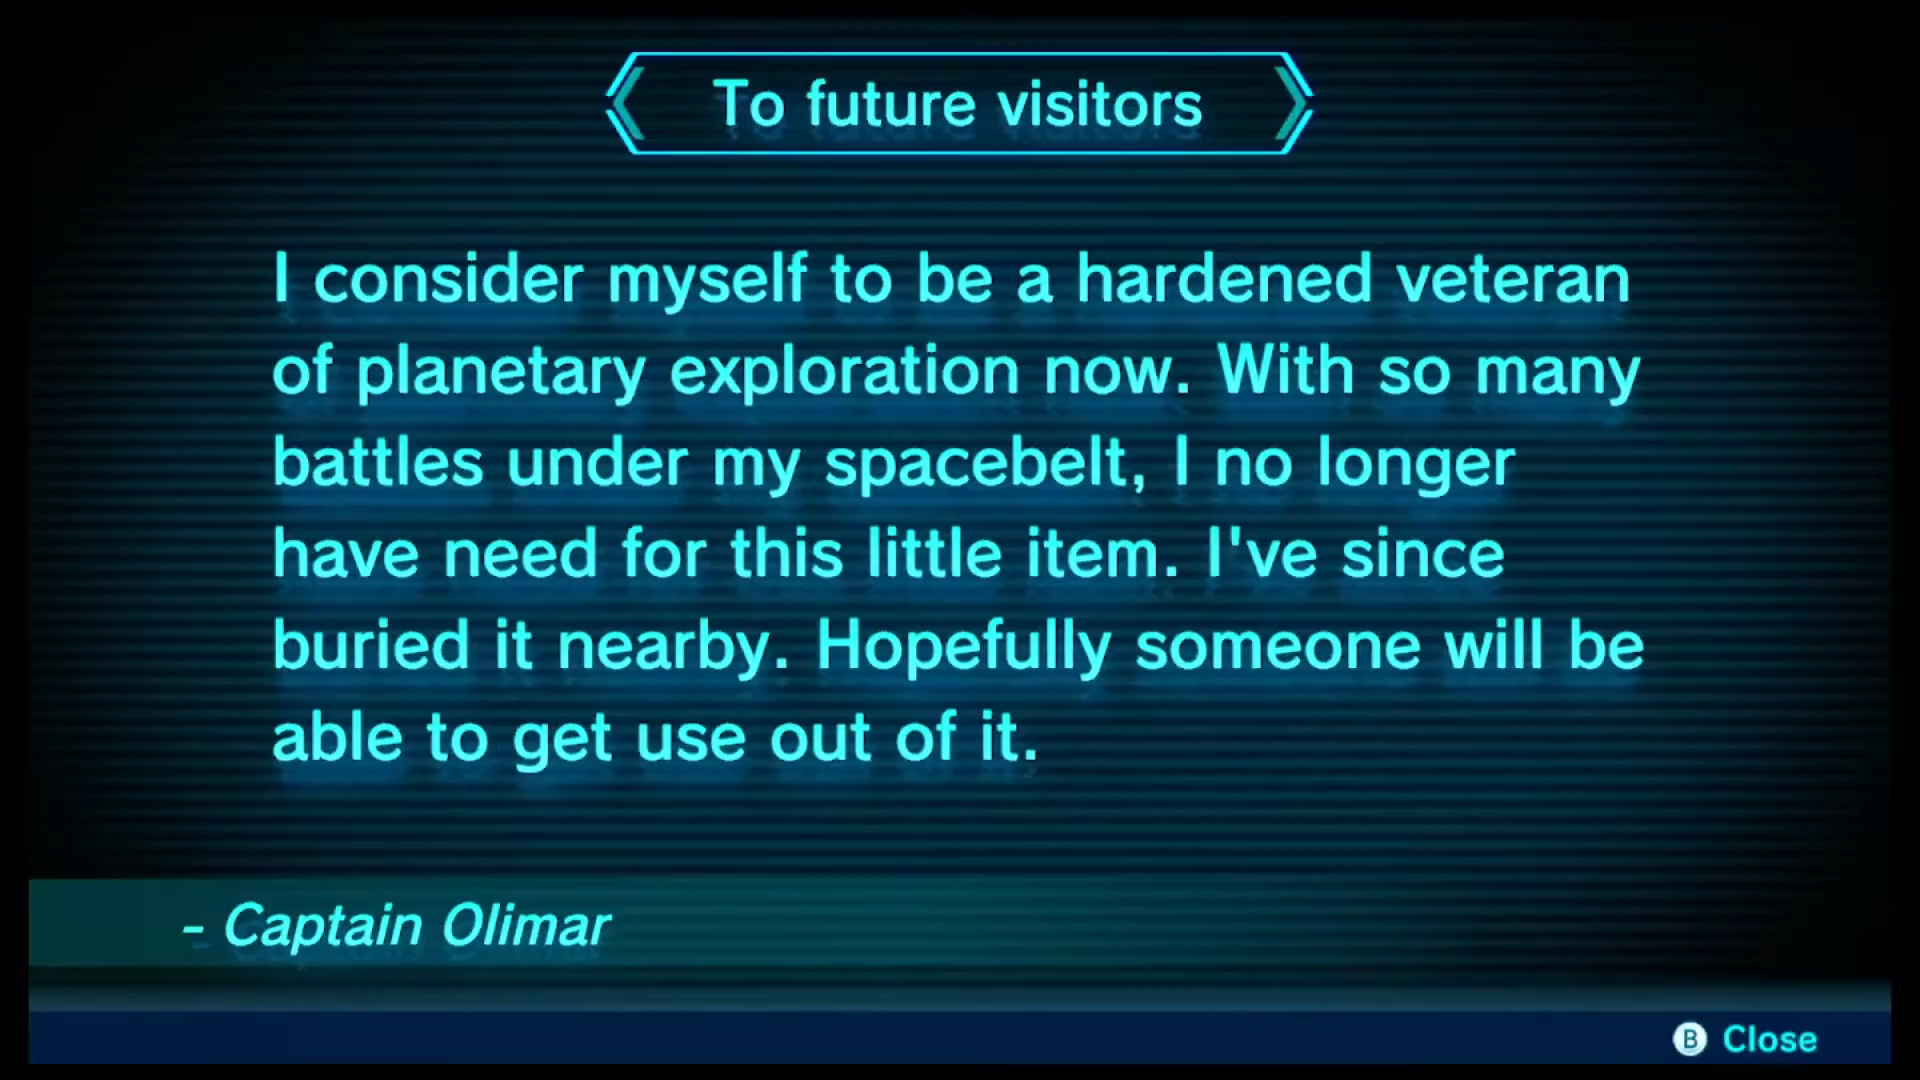 To future visitors
I consider myself to be a hardened veteran
of planetary exploration now. With so many
battles under my spacebelt, I no longer
have need for this little item. I've since
buried it nearby. Hopefully someone will be
able to get use out of it.
- Captain Olimar
B Close